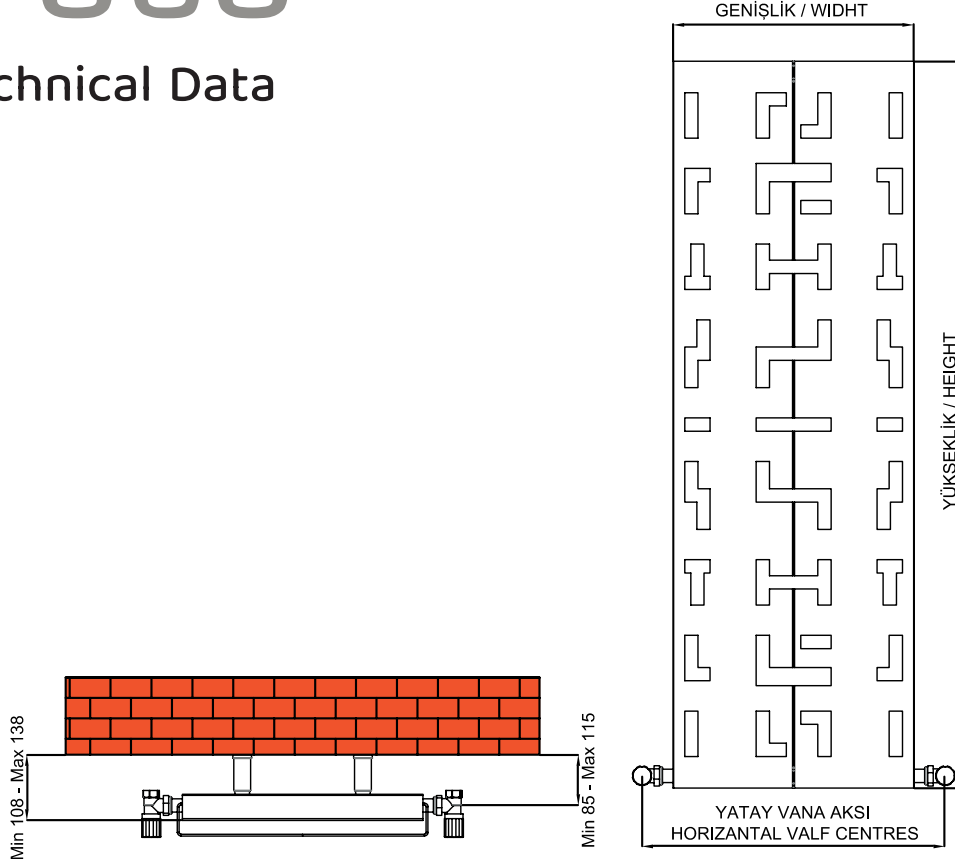 chnical Data
GENİŞLİK / WIDHT
YÜKSEKLİK / HEIGHT
Min 108 - Max 138
Min 85 - Max 115
YATAY VANA AKSI
HORIZANTAL VALF CENTRES